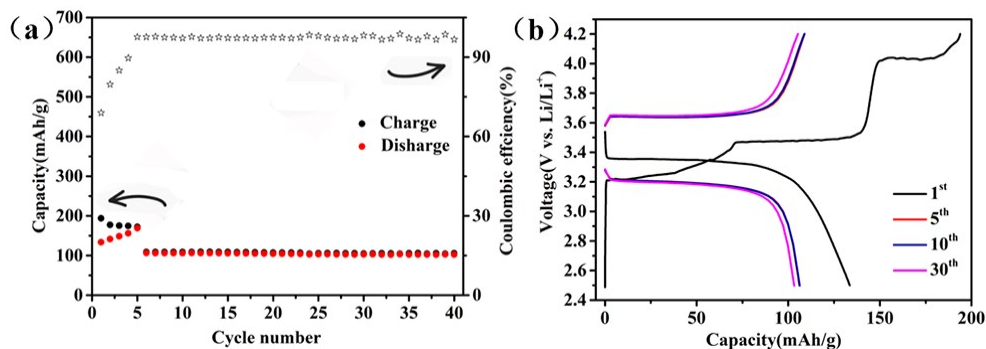 (a)
700
600
500
400
300
200
100
0
Capacity(mAh/g)
0 5 10 15 20 25 30 35 40
Cycle number
90
60
30
0
Coulombic effciency(%)
Charge
Disharge
(b)
4.2
4.0
3.8
3.6
3.4
3.2
3.0
2.8
2.6
2.4
Voltage(V vs. Li/Li⁺)
0 50 100 150 200
Capacity(mAh/g)
1ˢᵗ
5ᵗʰ
10ᵗʰ
30ᵗʰ